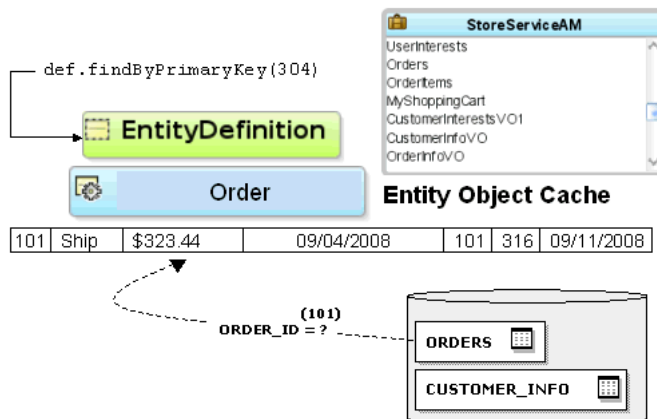 StoreServiceAM
UserInterests
Orders
OrderItems
MyShoppingCart
CustomerInterestsVO1
CustomerInfoVO
OrderInfoVO
def.findByPrimaryKey(304)
EntityDefinition
Order
Entity Object Cache
101 Ship $323.44 09/04/2008 101 316 09/11/2008
(101)
ORDER_ID = ?
ORDERS
CUSTOMER_INFO